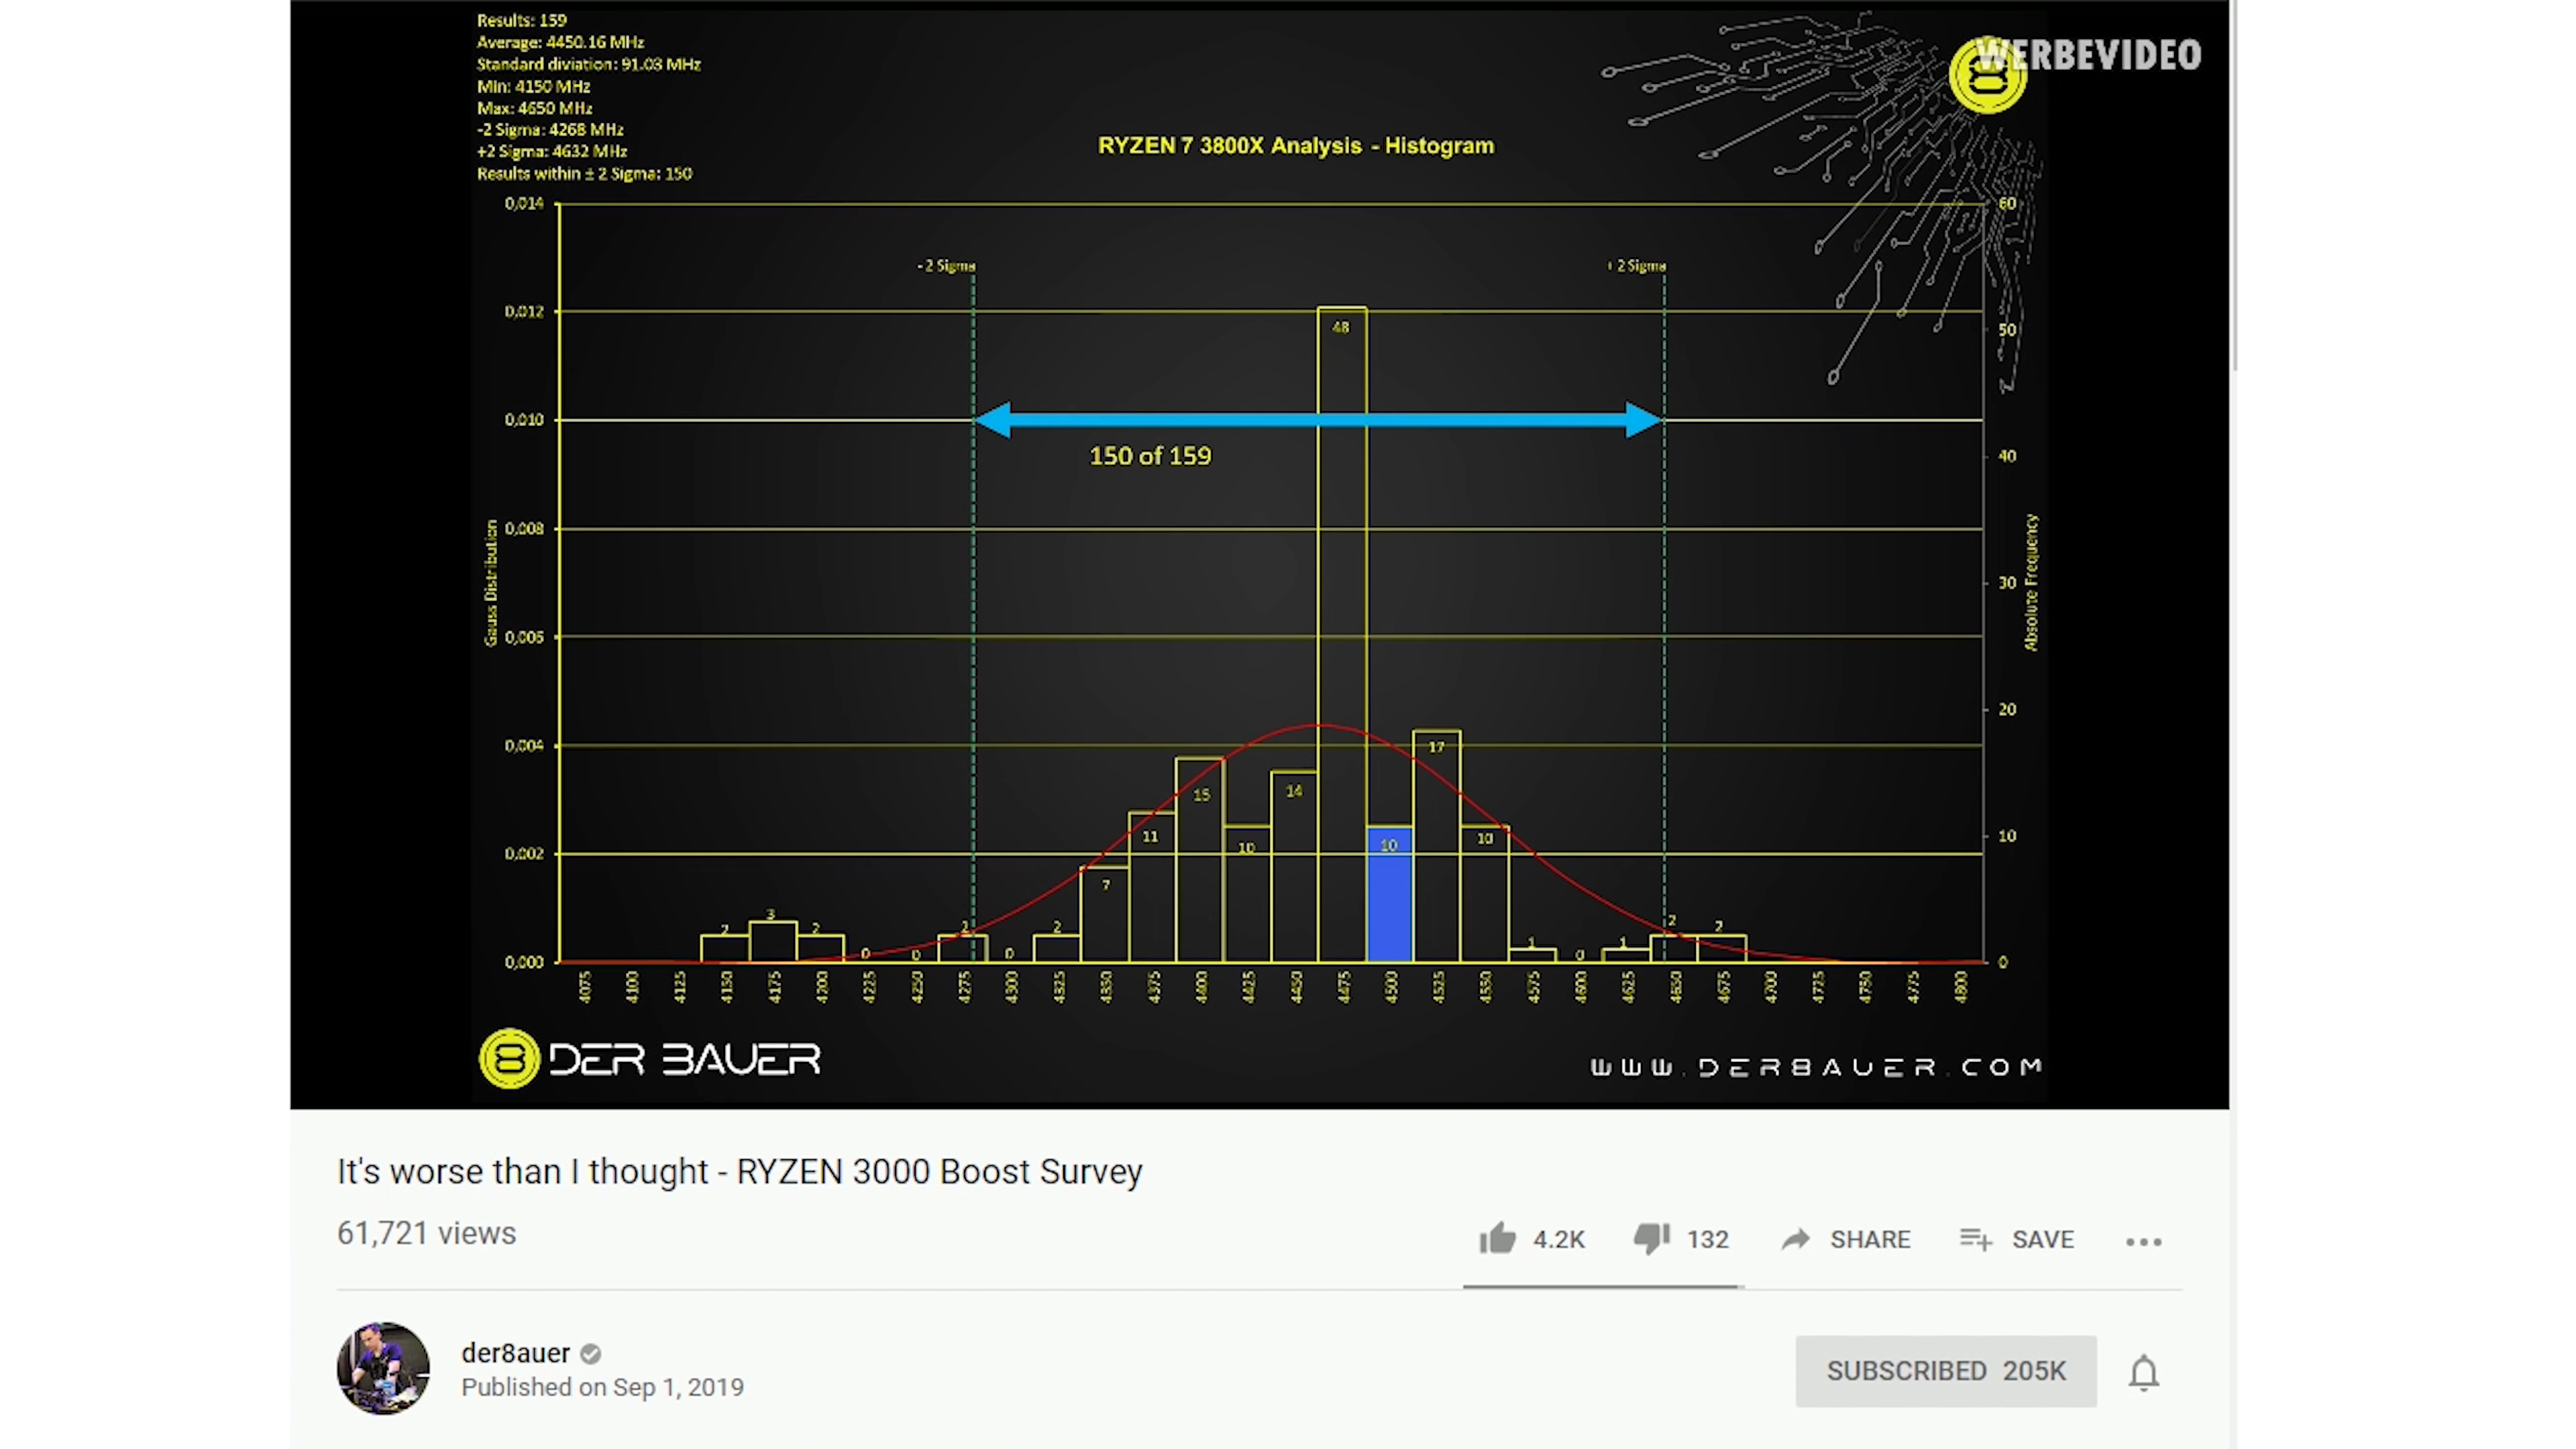 Results: 159
Average: 4450.16 MHz
Standard diviation: 91.03 MHz
Min: 4150 MHz
Max: 4650 MHz
-2 Sigma: 4268 MHz
+2 Sigma: 4632 MHz
Results within ± 2 Sigma: 150
WERBEVIDEO
RYZEN 7 3800X Analysis - Histogram
0,014
0,012
0,010
0,008
0,006
0,004
0,002
0,000
Gauss Distribution
- 2 Sigma
+ 2 Sigma
150 of 159
2
3
2
0
0
2
0
2
7
11
15
10
14
48
10
17
10
1
0
1
2
2
60
50
40
30
20
10
0
Absolute Frequency
4075 4100 4125 4150 4175 4200 4225 4250 4275 4300 4325 4350 4375 4400 4425 4450 4475 4500 4525 4550 4575 4600 4625 4650 4675 4700 4725 4750 4775 4800
DER 8AUER
WWW.DER8AUER.COM
It's worse than I thought - RYZEN 3000 Boost Survey
61,721 views
4.2K 132 SHARE SAVE
der8auer
Published on Sep 1, 2019
SUBSCRIBED 205K